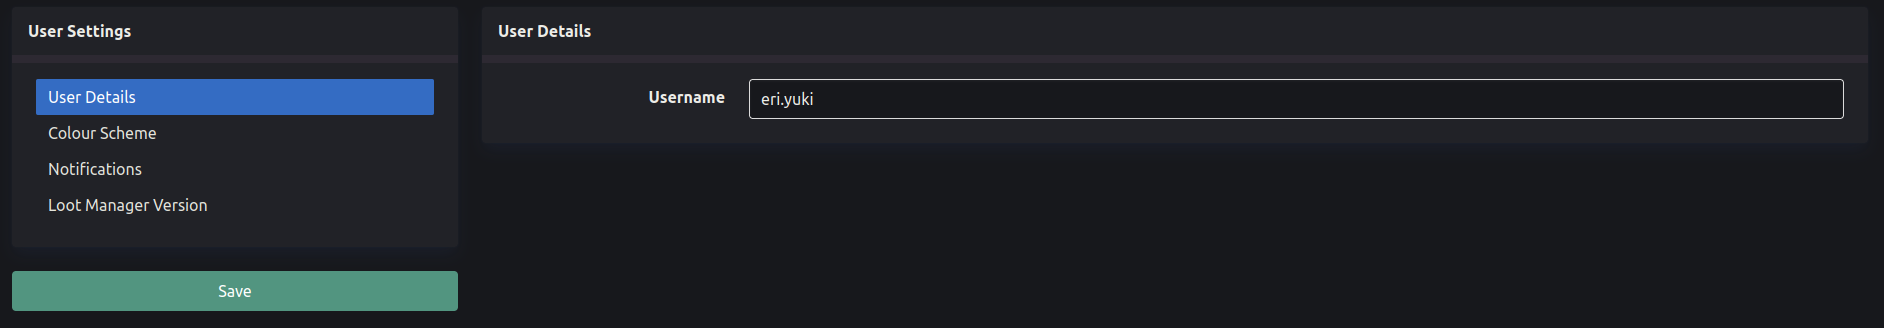 User Settings
User Details
Colour Scheme
Notifications
Loot Manager Version
Save
User Details
Username
eri.yuki